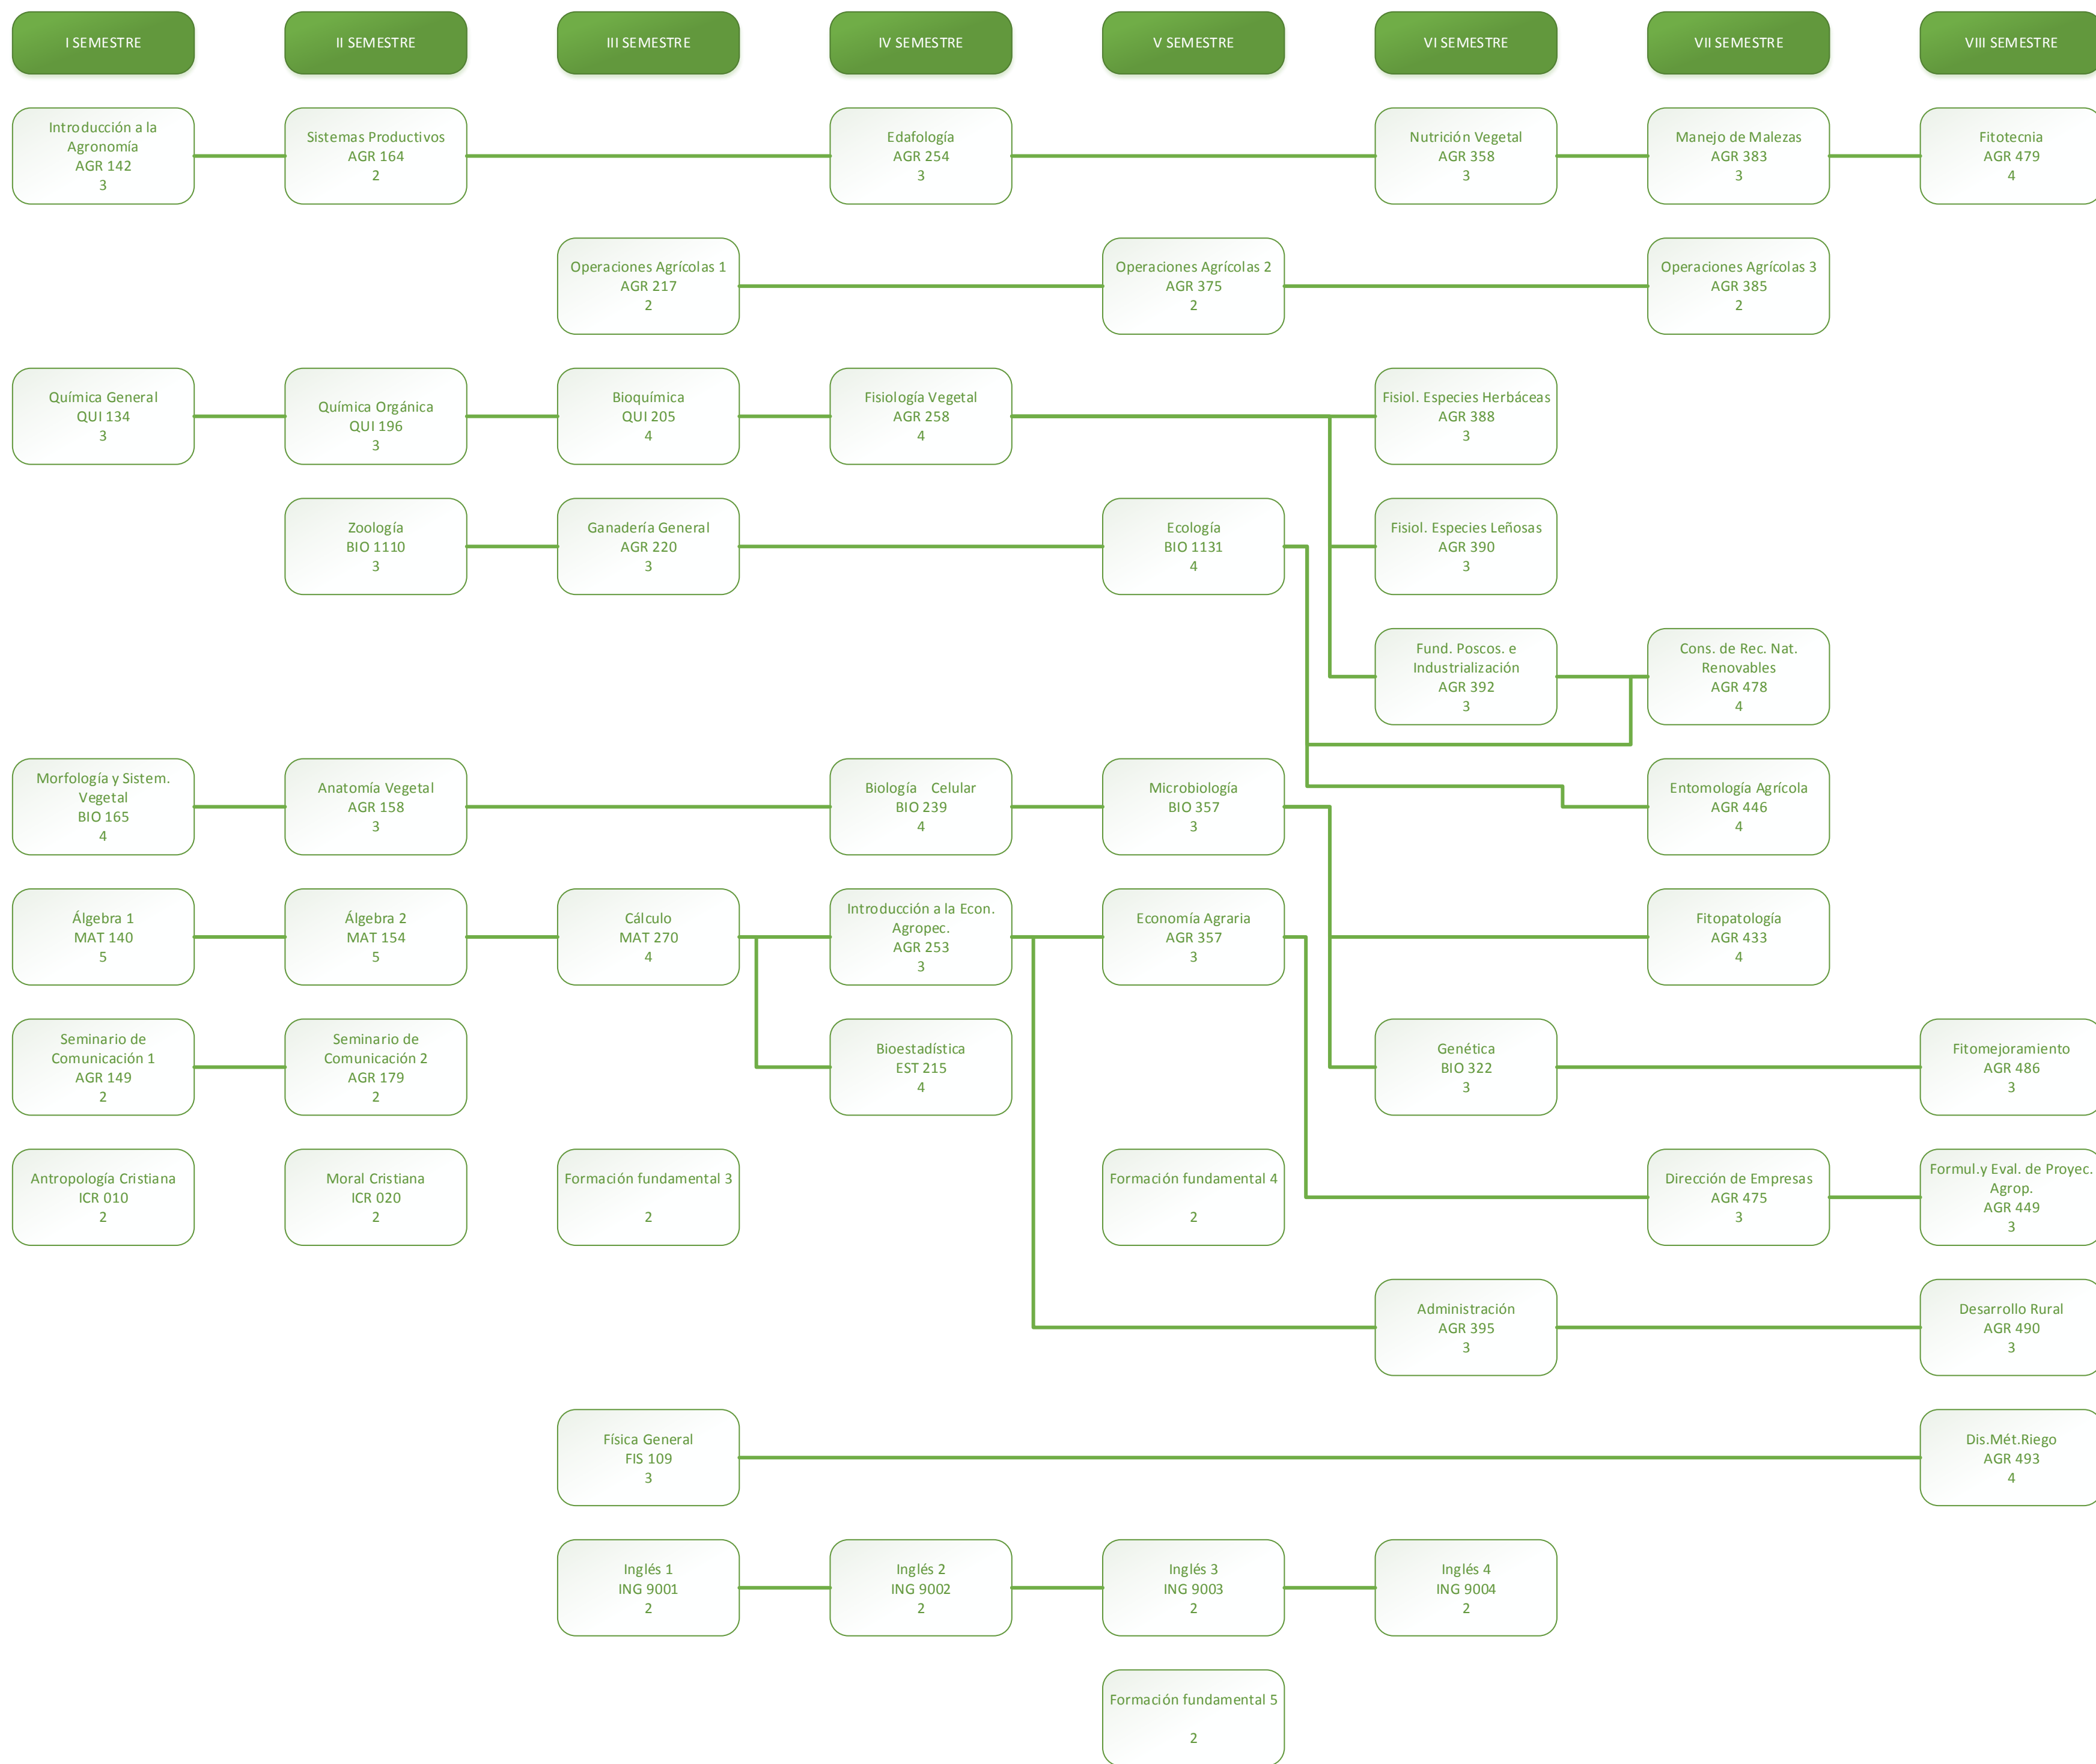 I SEMESTRE
II SEMESTRE
III SEMESTRE
IV SEMESTRE
V SEMESTRE
VI SEMESTRE
VII SEMESTRE
VIII SEMESTRE
Introducción a la
Agronomía
AGR 142
3
Sistemas Productivos
AGR 164
2
Edafología
AGR 254
3
Nutrición Vegetal
AGR 358
3
Manejo de Malezas
AGR 383
3
Fitotecnia
AGR 479
4
Operaciones Agrícolas 1
AGR 217
2
Operaciones Agrícolas 2
AGR 375
2
Operaciones Agrícolas 3
AGR 385
2
Química General
QUI 134
3
Química Orgánica
QUI 196
3
Bioquímica
QUI 205
4
Fisiología Vegetal
AGR 258
4
Fisiol. Especies Herbáceas
AGR 388
3
Zoología
BIO 1110
3
Ganadería General
AGR 220
3
Ecología
BIO 1131
4
Fisiol. Especies Leñosas
AGR 390
3
Fund. Poscos. e
Industrialización
AGR 392
3
Cons. de Rec. Nat.
Renovables
AGR 478
4
Morfología y Sistem.
Vegetal
BIO 165
4
Anatomía Vegetal
AGR 158
3
Biología Celular
BIO 239
4
Microbiología
BIO 357
3
Entomología Agrícola
AGR 446
4
Álgebra 1
MAT 140
5
Álgebra 2
MAT 154
5
Cálculo
MAT 270
4
Introducción a la Econ.
Agropec.
AGR 253
3
Economía Agraria
AGR 357
3
Fitopatología
AGR 433
4
Seminario de
Comunicación 1
AGR 149
2
Seminario de
Comunicación 2
AGR 179
2
Bioestadística
EST 215
4
Genética
BIO 322
3
Fitomejoramiento
AGR 486
3
Antropología Cristiana
ICR 010
2
Moral Cristiana
ICR 020
2
Formación fundamental 3
2
Formación fundamental 4
2
Dirección de Empresas
AGR 475
3
Formul.y Eval. de Proyec.
Agrop.
AGR 449
3
Administración
AGR 395
3
Desarrollo Rural
AGR 490
3
Física General
FIS 109
3
Dis.Mét.Riego
AGR 493
4
Inglés 1
ING 9001
2
Inglés 2
ING 9002
2
Inglés 3
ING 9003
2
Inglés 4
ING 9004
2
Formación fundamental 5
2